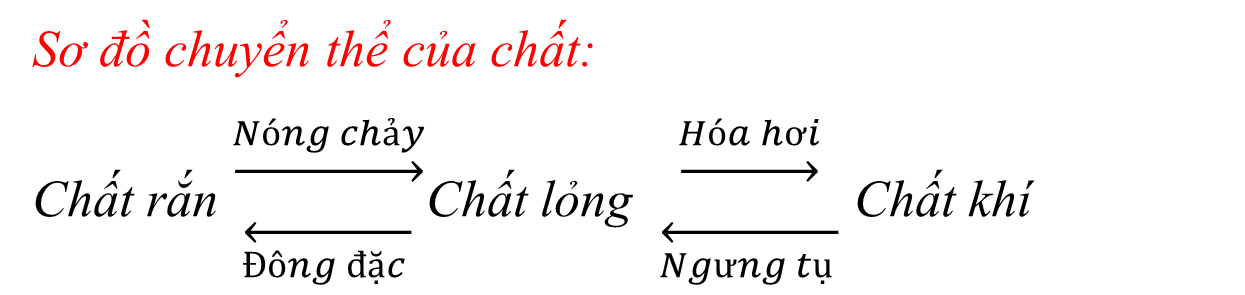 Sơ đồ chuyển thể của chất:
Nóng chảy Hóa hơi
Chất rắn Chất lỏng Chất khí
Đông đặc Ngưng tụ